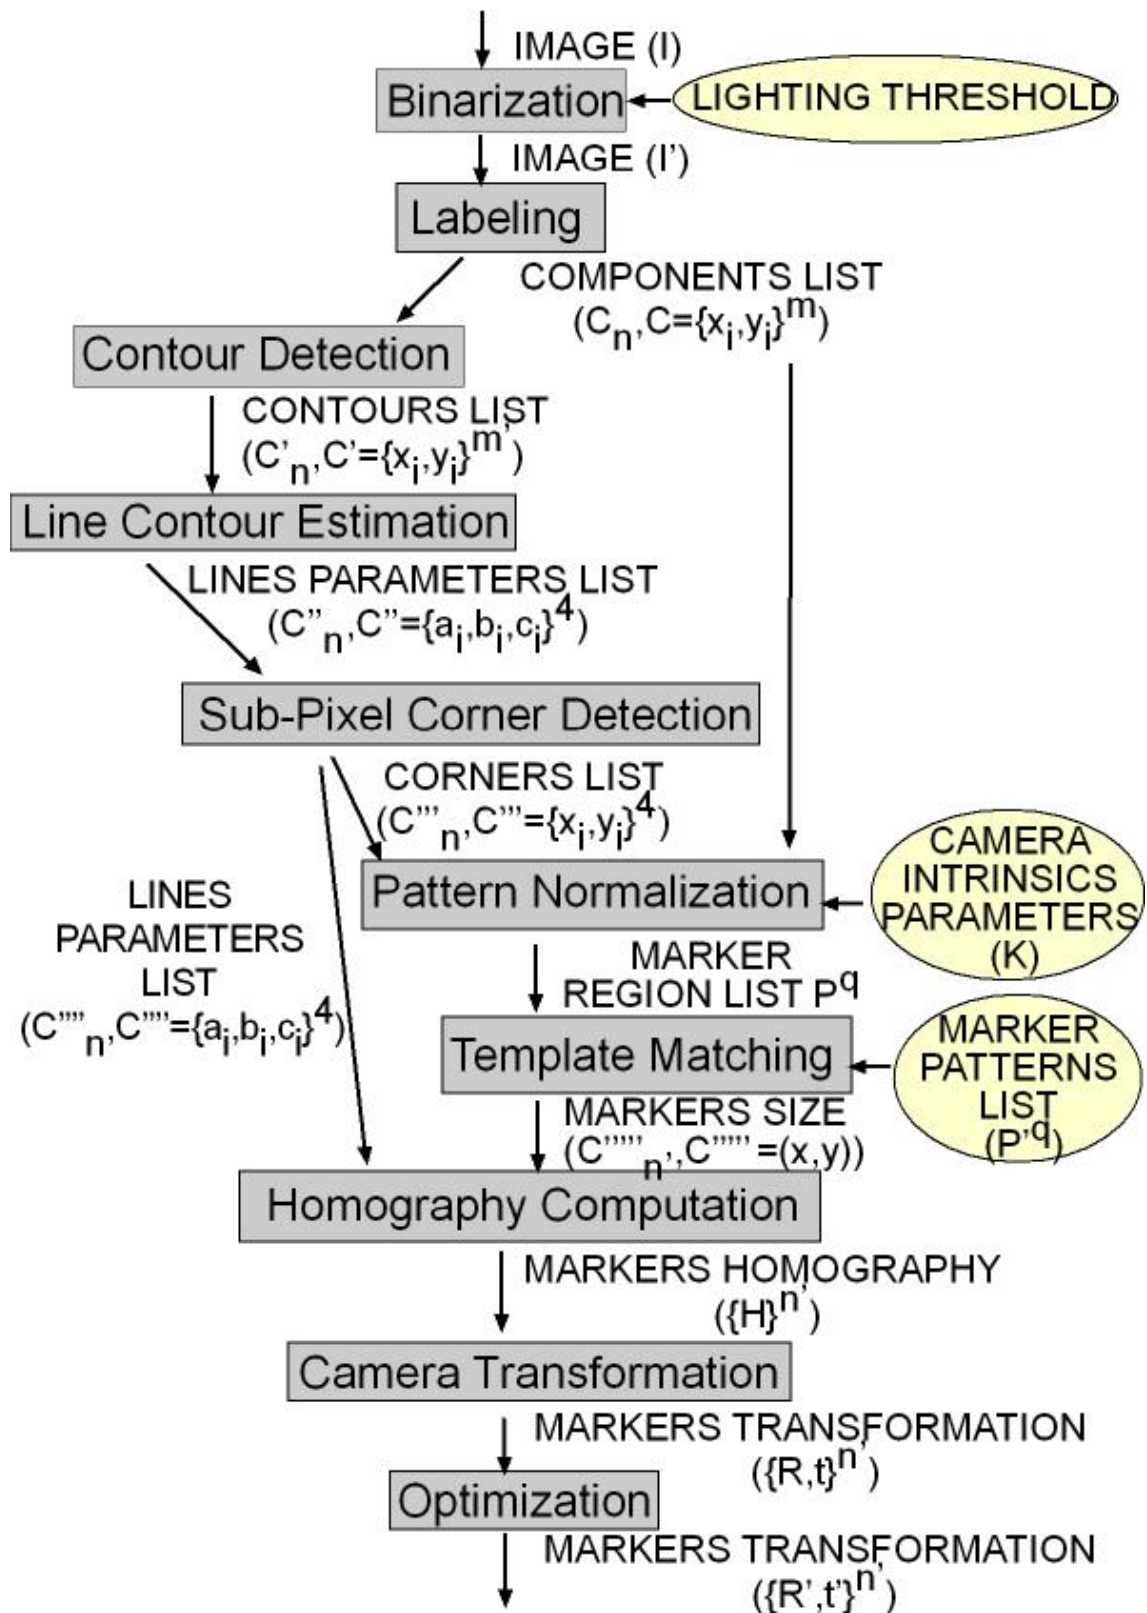 IMAGE (I)
Binarization
LIGHTING THRESHOLD
IMAGE (I')
Labeling
COMPONENTS LIST
(Cₙ,C={xᵢ,yᵢ}ᵐ)
Contour Detection
CONTOURS LIST
(C'ₙ,C'={xᵢ,yᵢ}ᵐ')
Line Contour Estimation
LINES PARAMETERS LIST
(C''ₙ,C''={aᵢ,bᵢ,cᵢ}⁴)
Sub-Pixel Corner Detection
CORNERS LIST
(C'''ₙ,C'''={xᵢ,yᵢ}⁴)
Pattern Normalization
CAMERA
INTRINSICS
PARAMETERS
(K)
LINES
PARAMETERS
LIST
(C''''ₙ,C''''={aᵢ,bᵢ,cᵢ}⁴)
MARKER
REGION LIST P^q
Template Matching
MARKER
PATTERNS
LIST
(P'^q)
MARKERS SIZE
(C'''''ₙ',C'''''=(x,y))
Homography Computation
MARKERS HOMOGRAPHY
({H}ⁿ')
Camera Transformation
MARKERS TRANSFORMATION
({R,t}ⁿ')
Optimization
MARKERS TRANSFORMATION
({R',t'}ⁿ')